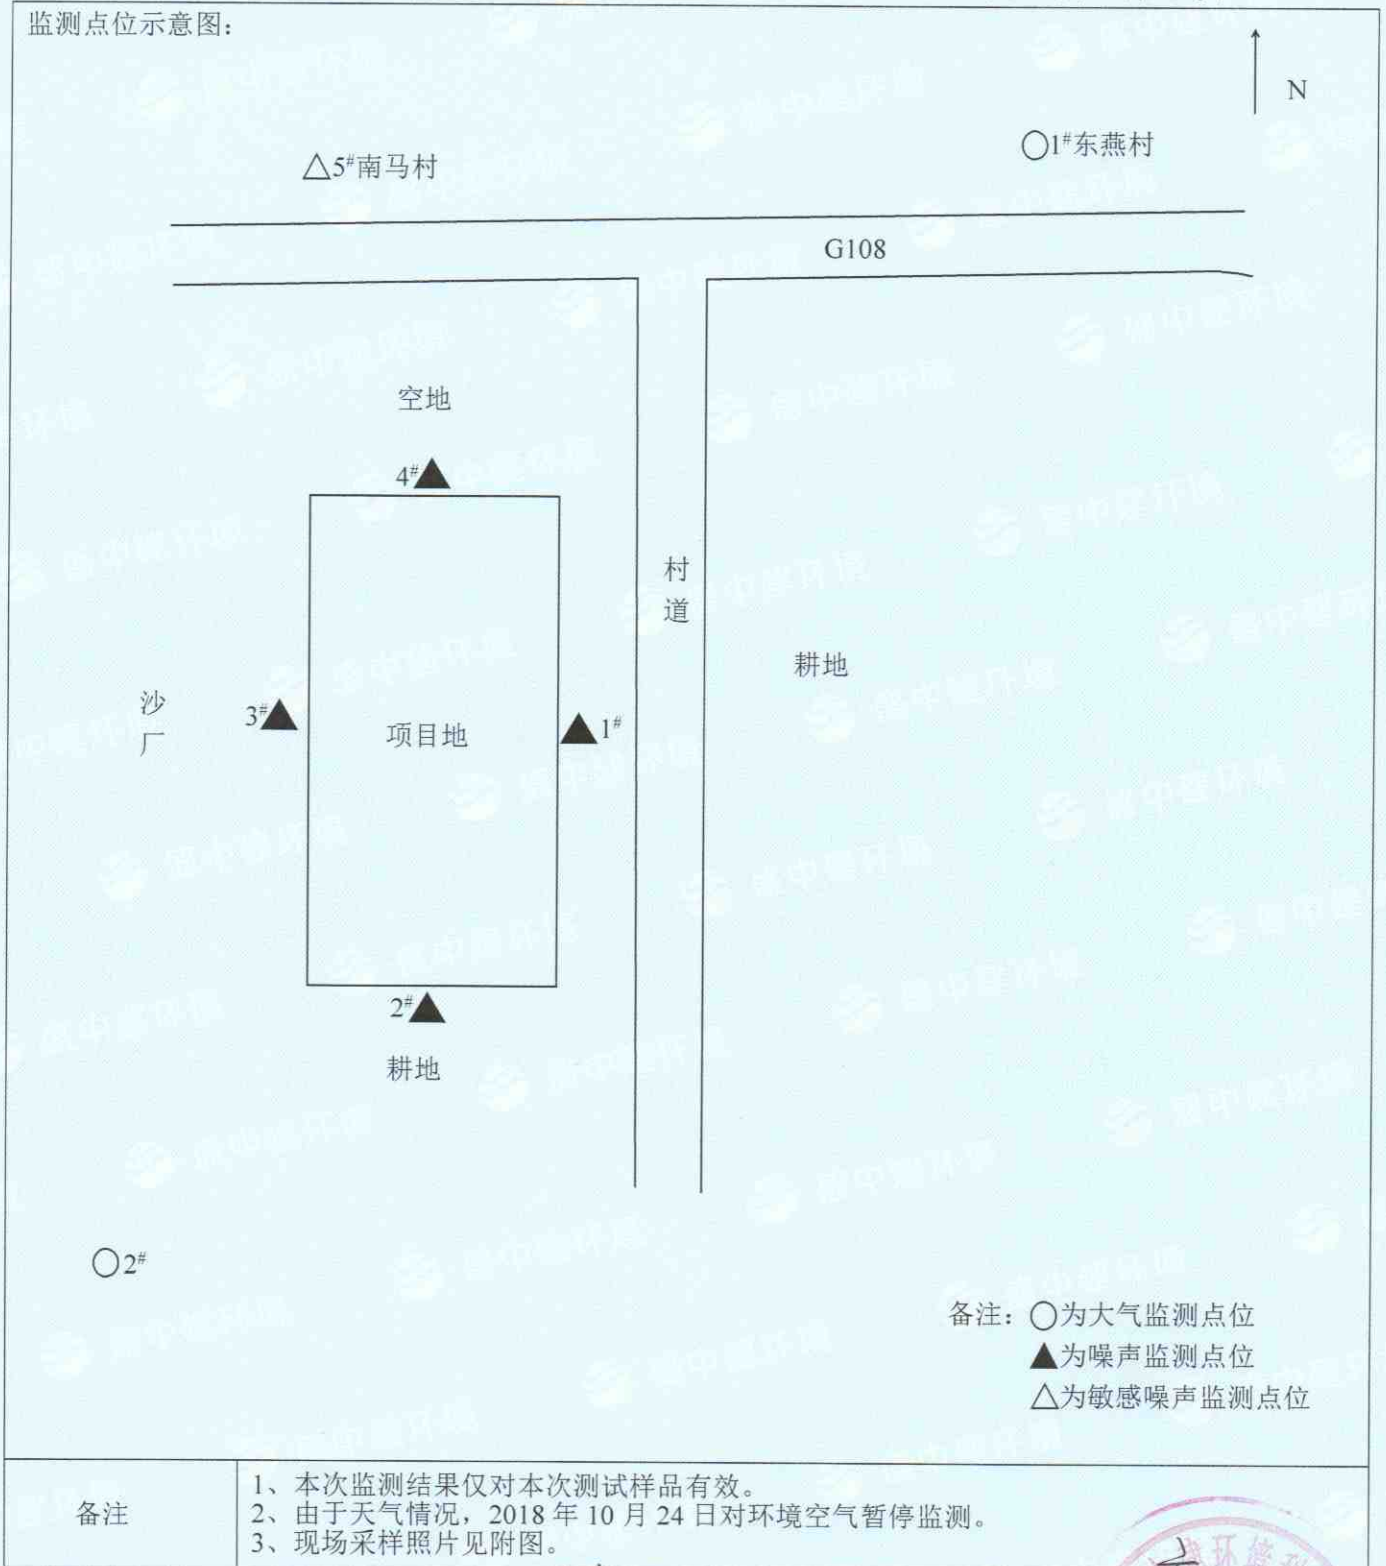 监测点位示意图：
N
○1#东燕村
△5#南马村
G108
空地
4#▲
村
道
耕地
沙
厂
3#▲
项目地
▲1#
2#▲
耕地
○2#
备注：○为大气监测点位
▲为噪声监测点位
△为敏感噪声监测点位
备注
1、本次监测结果仅对本次测试样品有效。
2、由于天气情况，2018年10月24日对环境空气暂停监测。
3、现场采样照片见附图。